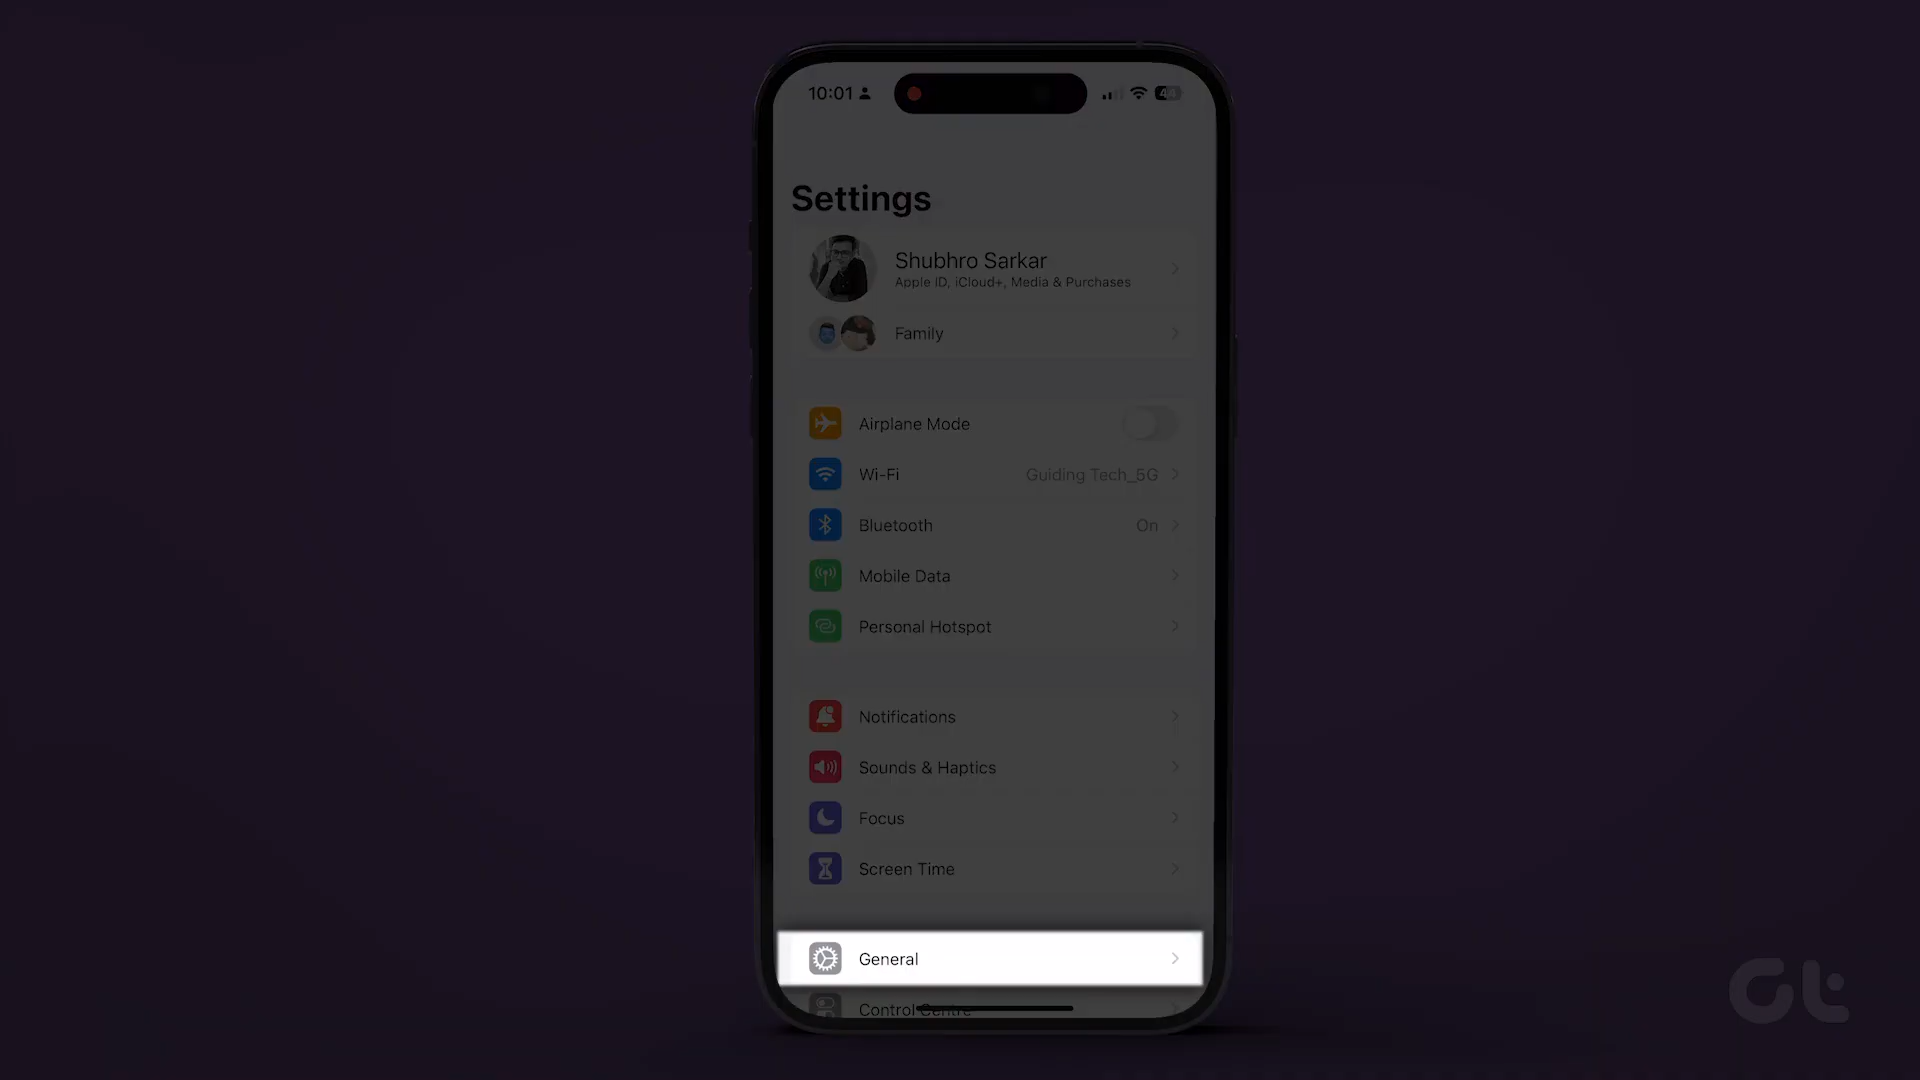 10:01
Settings
Shubhro Sarkar
Apple ID, iCloud+, Media & Purchases
Family
Airplane Mode
Wi-Fi Guiding Tech_5G
Bluetooth On
Mobile Data
Personal Hotspot
Notifications
Sounds & Haptics
Focus
Screen Time
General
Control Centre
Gt